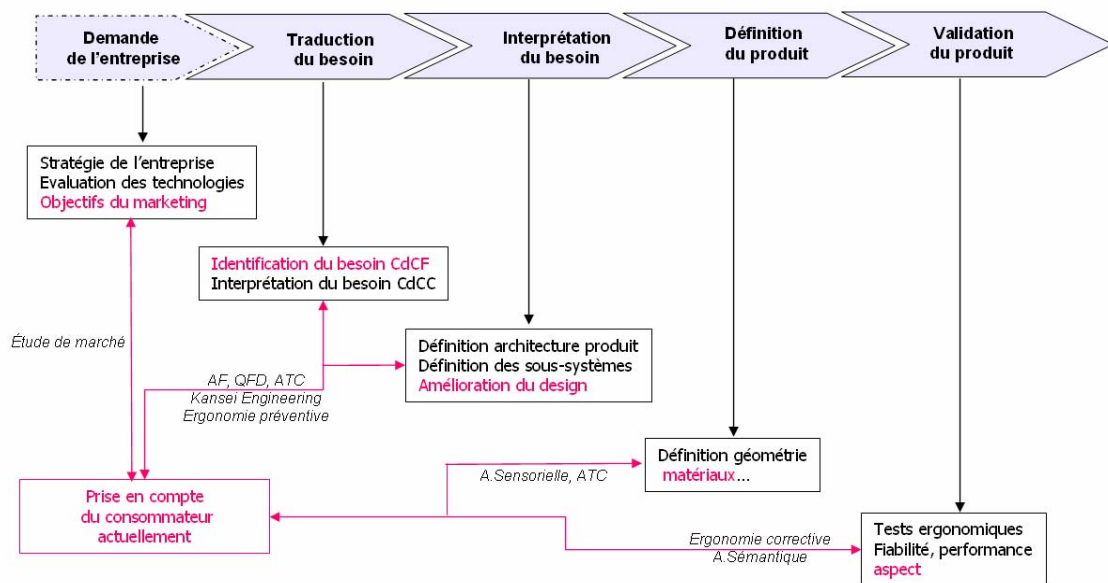 Demande
de l'entreprise
Traduction
du besoin
Interprétation
du besoin
Définition
du produit
Validation
du produit
Stratégie de l'entreprise
Evaluation des technologies
Objectifs du marketing
Identification du besoin CdCF
Interprétation du besoin CdCC
Étude de marché
Définition architecture produit
Définition des sous-systèmes
Amélioration du design
AF, QFD, ATC
Kansei Engineering
Ergonomie préventive
Définition géométrie
matériaux...
A.Sensorielle, ATC
Prise en compte
du consommateur
actuellement
Ergonomie corrective
A.Sémantique
Tests ergonomiques
Fiabilité, performance
aspect